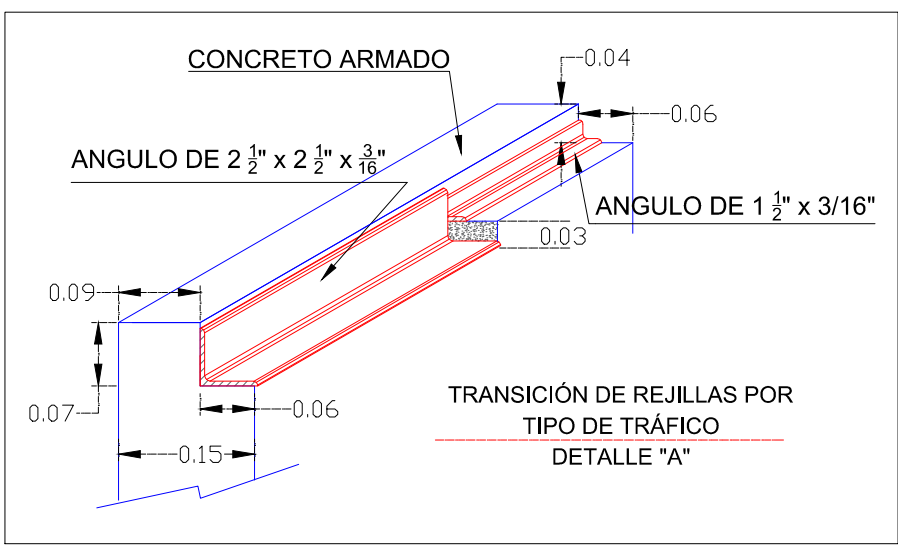 CONCRETO ARMADO
0.04
0.06
ANGULO DE 2 1/2" x 2 1/2" x 3/16"
ANGULO DE 1 1/2" x 3/16"
0.03
0.09
0.07
0.06
0.15
TRANSICIÓN DE REJILLAS POR
TIPO DE TRÁFICO
DETALLE "A"